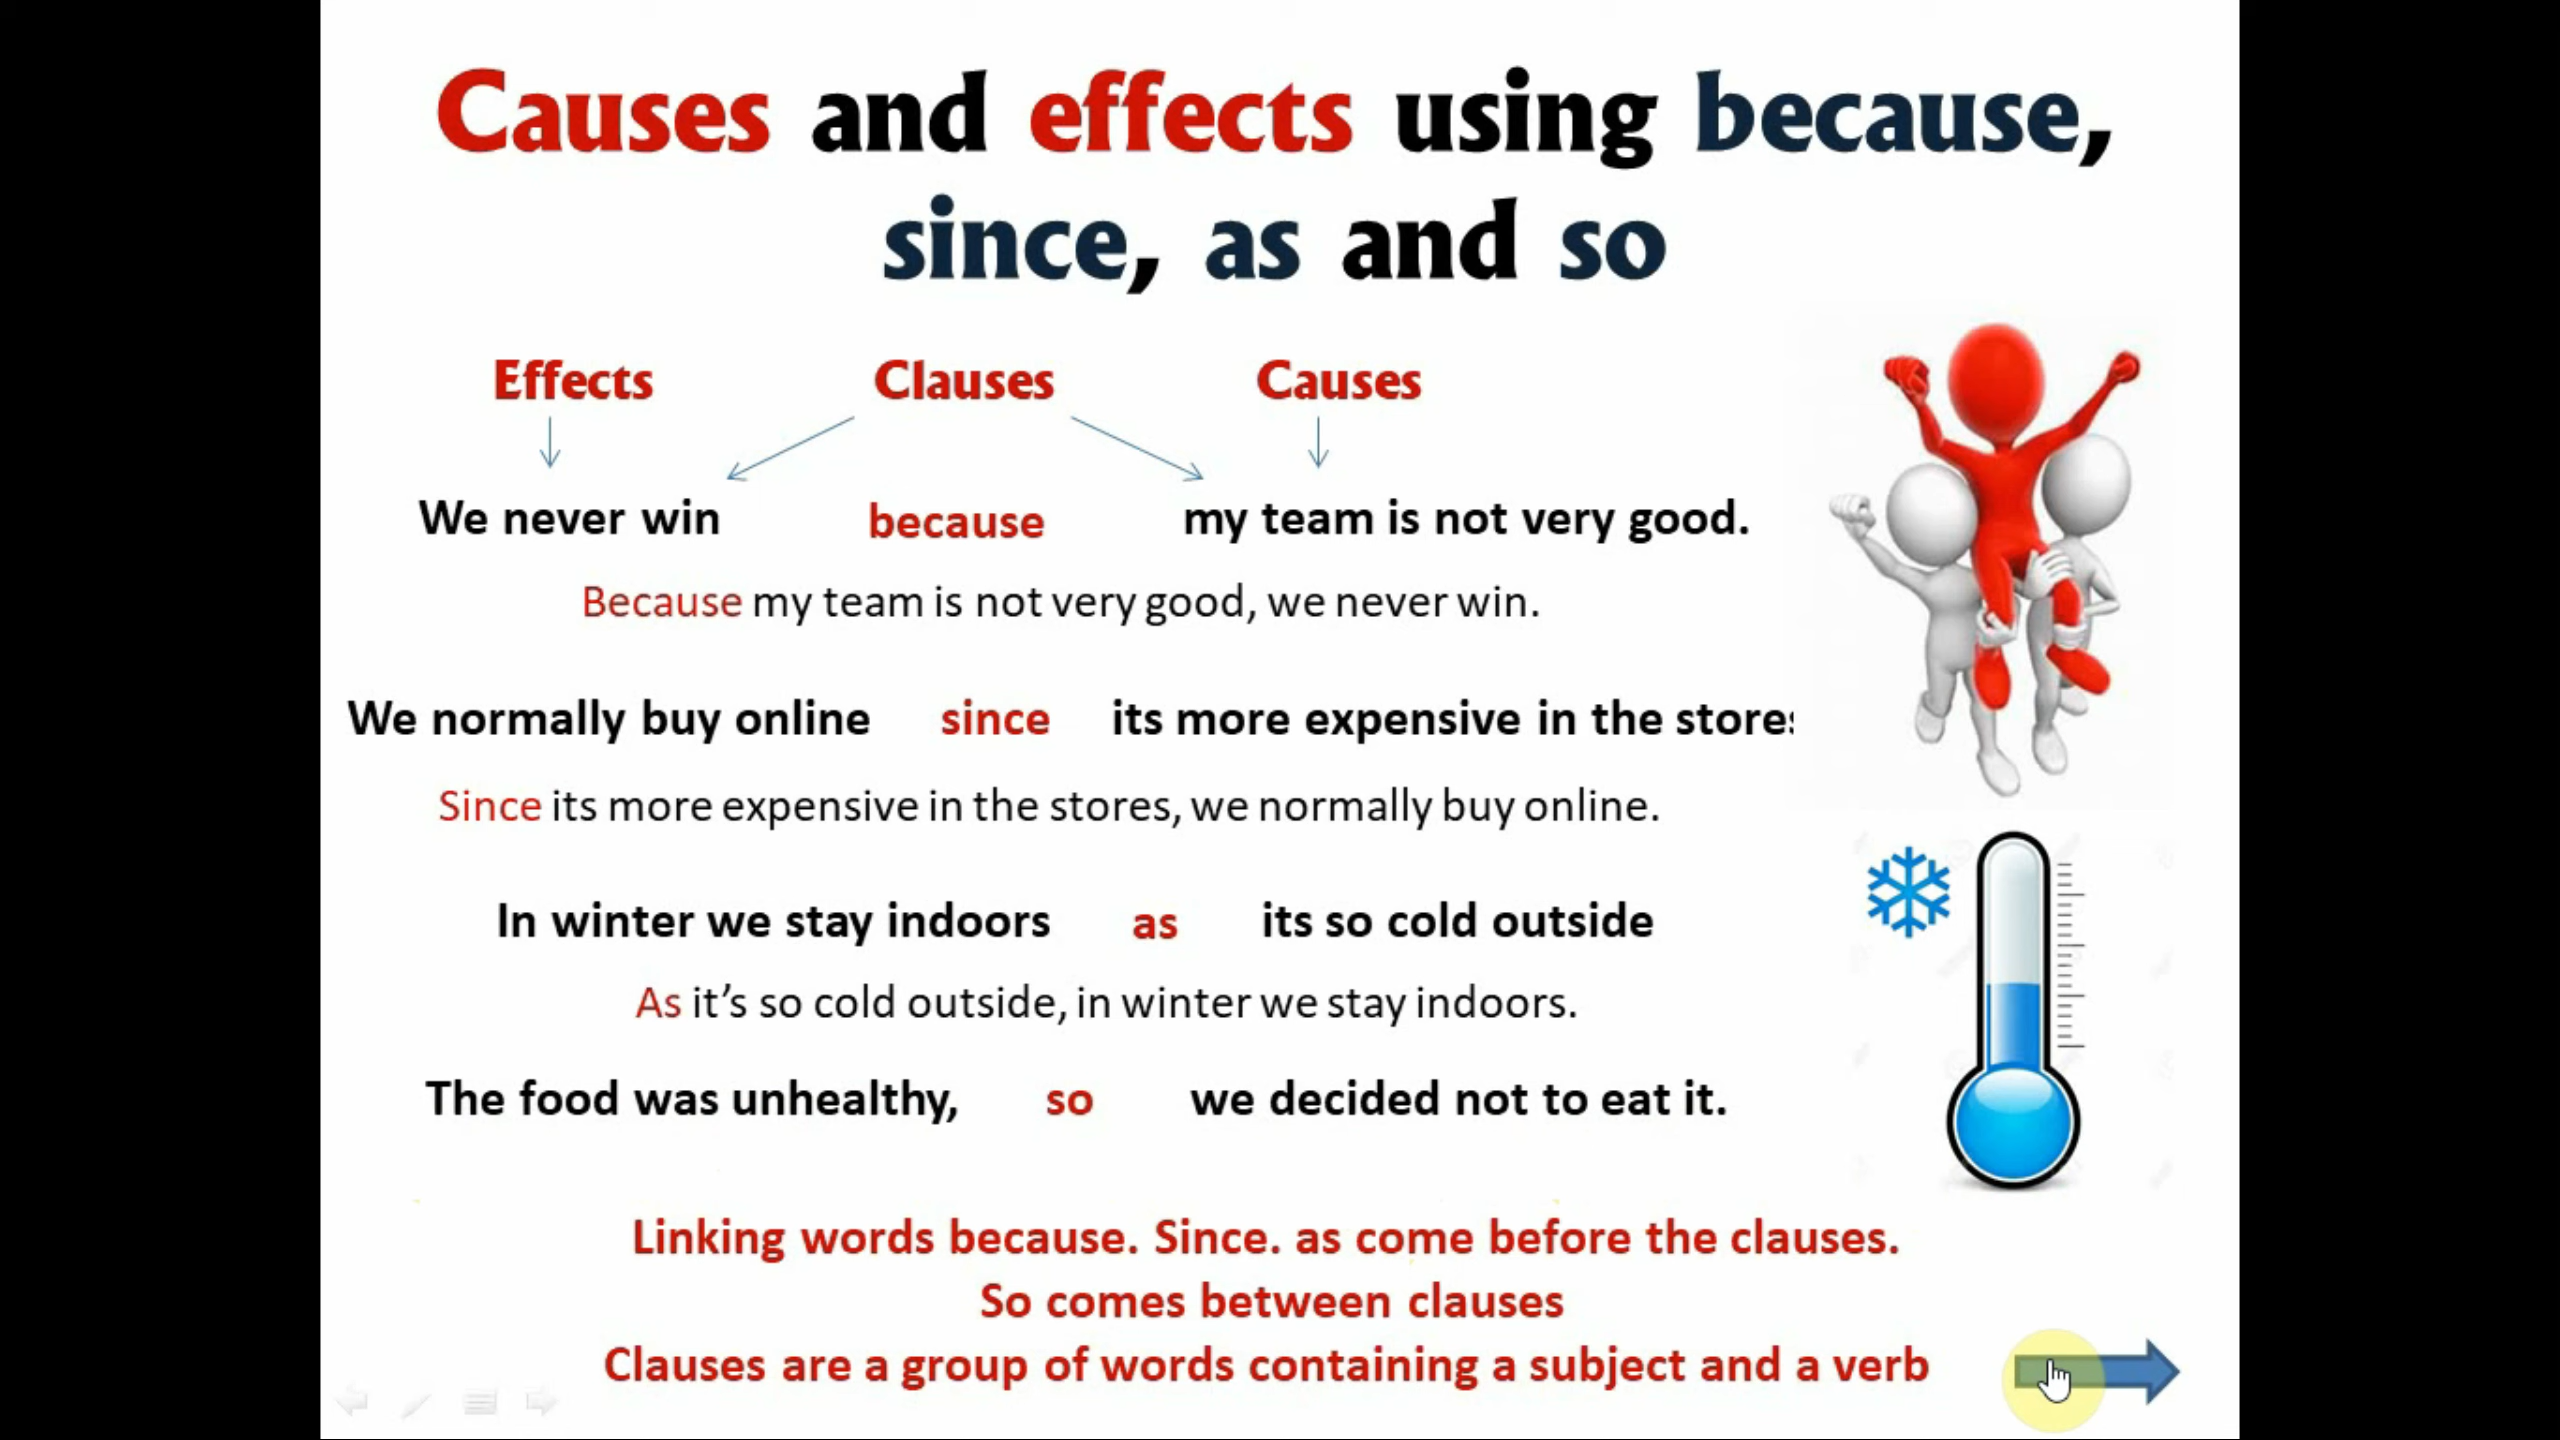 Causes and effects using because,
since, as and so
Effects Clauses Causes
We never win because my team is not very good.
Because my team is not very good, we never win.
We normally buy online since its more expensive in the stores
Since its more expensive in the stores, we normally buy online.
In winter we stay indoors as its so cold outside
As it’s so cold outside, in winter we stay indoors.
The food was unhealthy, so we decided not to eat it.
Linking words because. Since. as come before the clauses.
So comes between clauses
Clauses are a group of words containing a subject and a verb